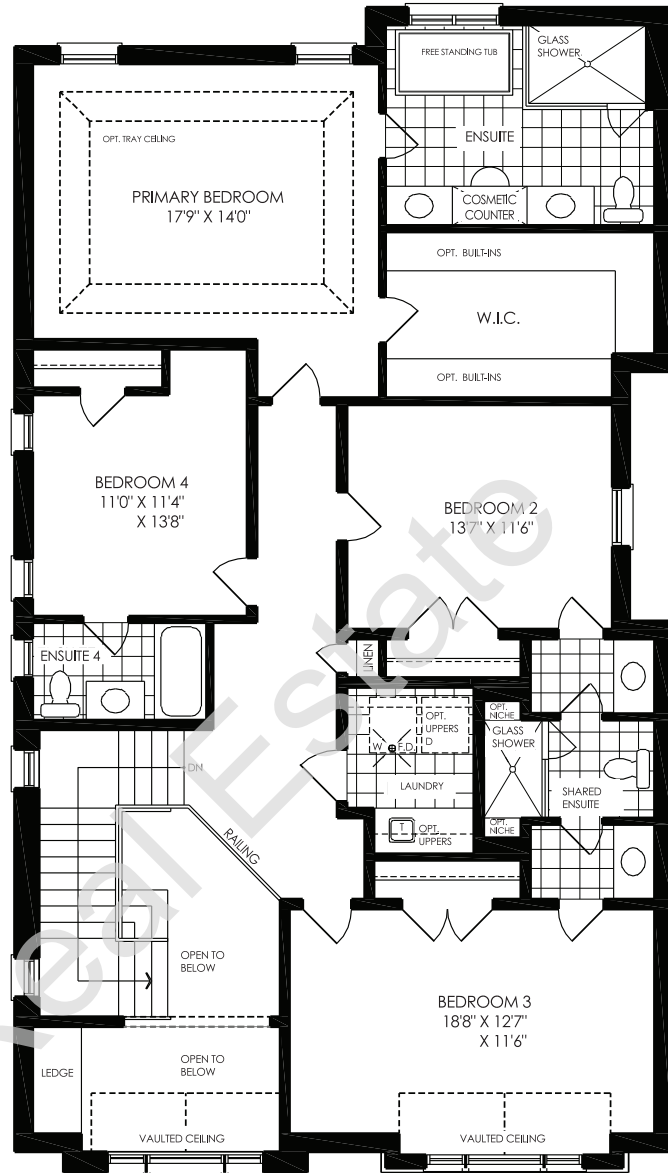 FREE STANDING TUB
GLASS
SHOWER
OPT. TRAY CEILING
ENSUITE
PRIMARY BEDROOM
17'9" X 14'0"
COSMETIC
COUNTER
OPT. BUILT-INS
W.I.C.
OPT. BUILT-INS
BEDROOM 4
11'0" X 11'4"
X 13'8"
BEDROOM 2
13'7" X 11'6"
ENSUITE 4
LINEN
OPT.
UPPERS
D
W
F.D.
LAUNDRY
T
OPT.
UPPERS
OPT.
NICHE
GLASS
SHOWER
SHARED
ENSUITE
OPT.
NICHE
DN
RAILING
OPEN TO
BELOW
BEDROOM 3
18'8" X 12'7"
X 11'6"
LEDGE
OPEN TO
BELOW
VAULTED CEILING
VAULTED CEILING
Real Estate